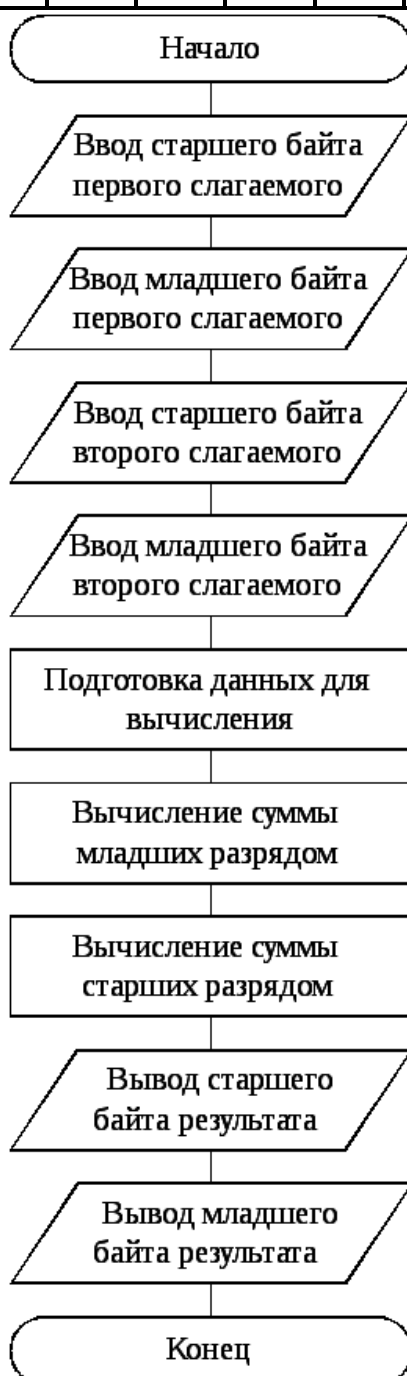 Начало
Ввод старшего байта
первого слагаемого
Ввод младшего байта
первого слагаемого
Ввод старшего байта
второго слагаемого
Ввод младшего байта
второго слагаемого
Подготовка данных для
вычисления
Вычисление суммы
младших разрядом
Вычисление суммы
старших разрядом
Вывод старшего
байта результата
Вывод младшего
байта результата
Конец